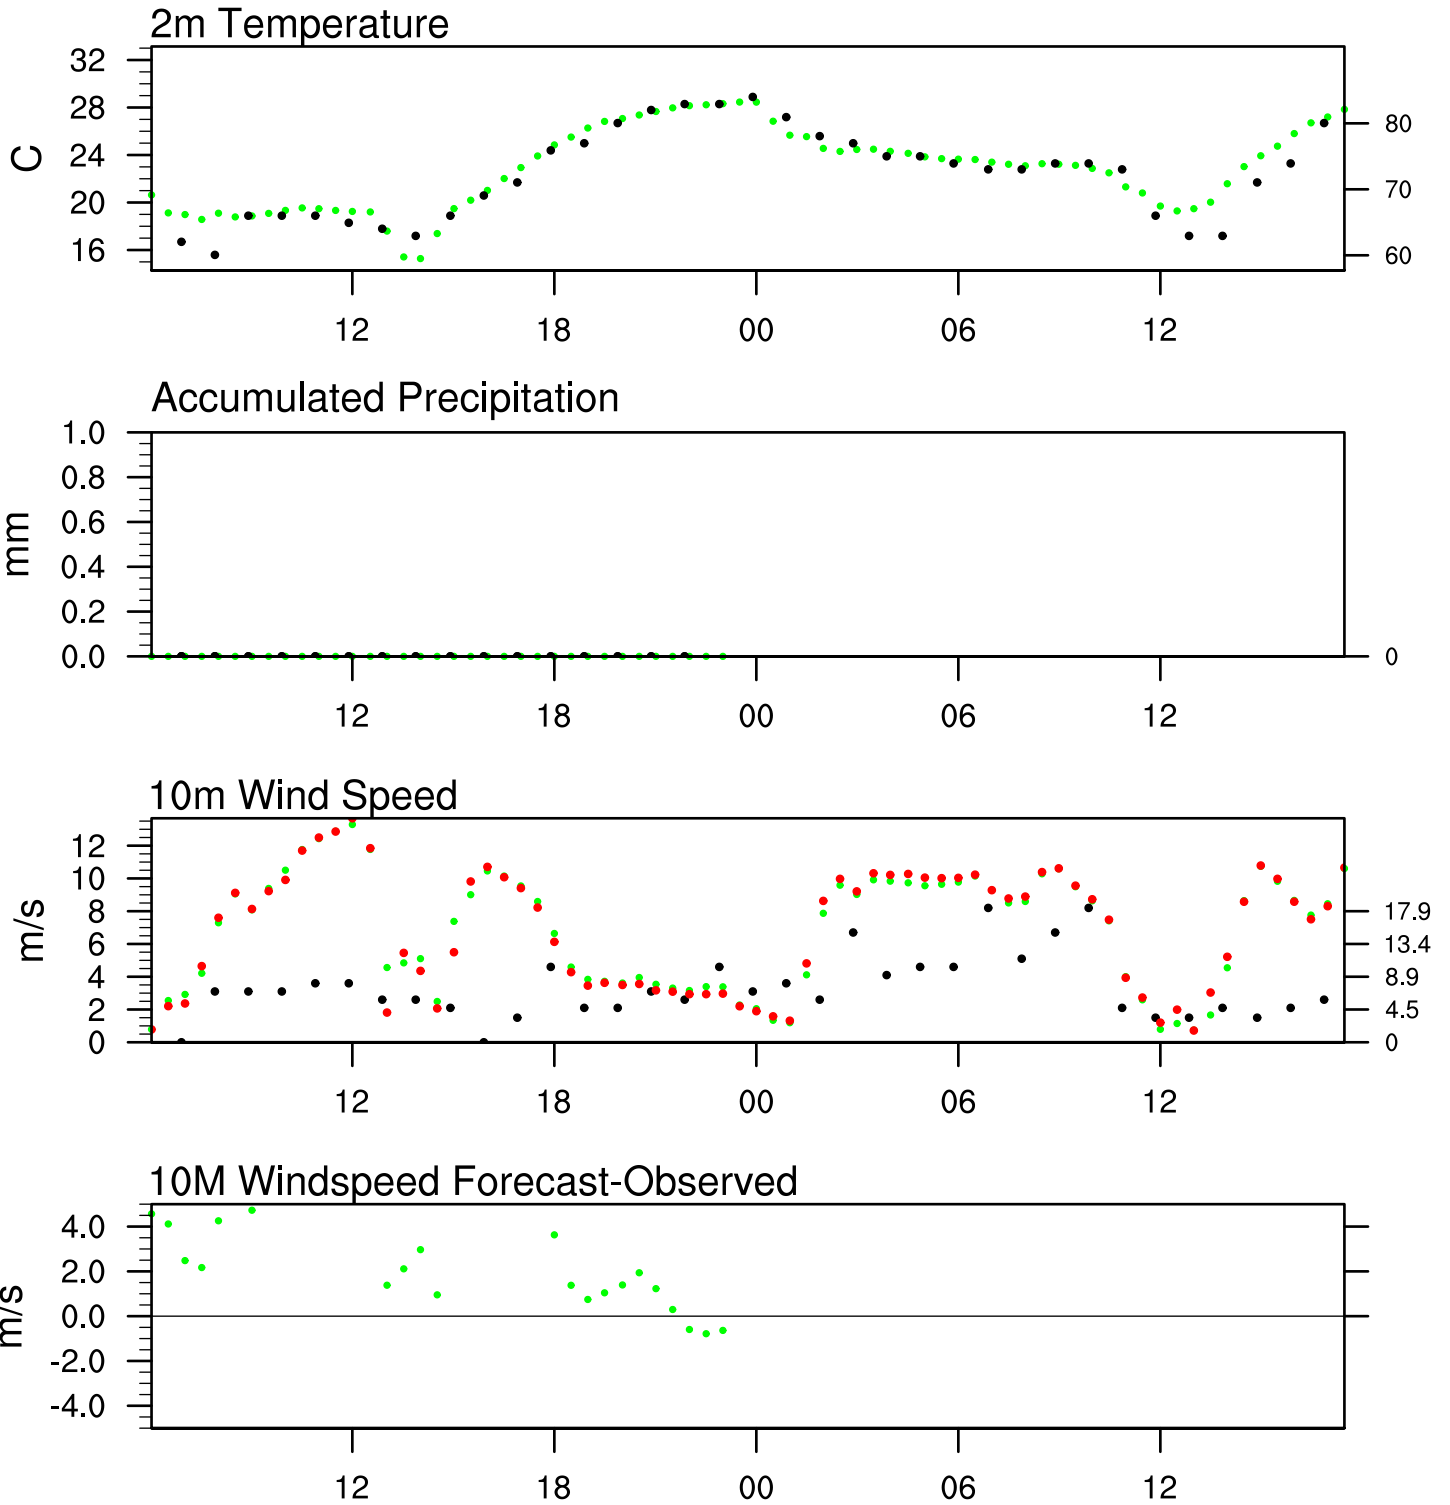 2m Temperature
32
28
24
20
16
C
80
70
60
12 18 00 06 12
Accumulated Precipitation
1.0
0.8
0.6
0.4
0.2
0.0
mm
0
12 18 00 06 12
10m Wind Speed
12
10
8
6
4
2
0
m/s
17.9
13.4
8.9
4.5
0
12 18 00 06 12
10M Windspeed Forecast-Observed
4.0
2.0
0.0
-2.0
-4.0
m/s
12 18 00 06 12